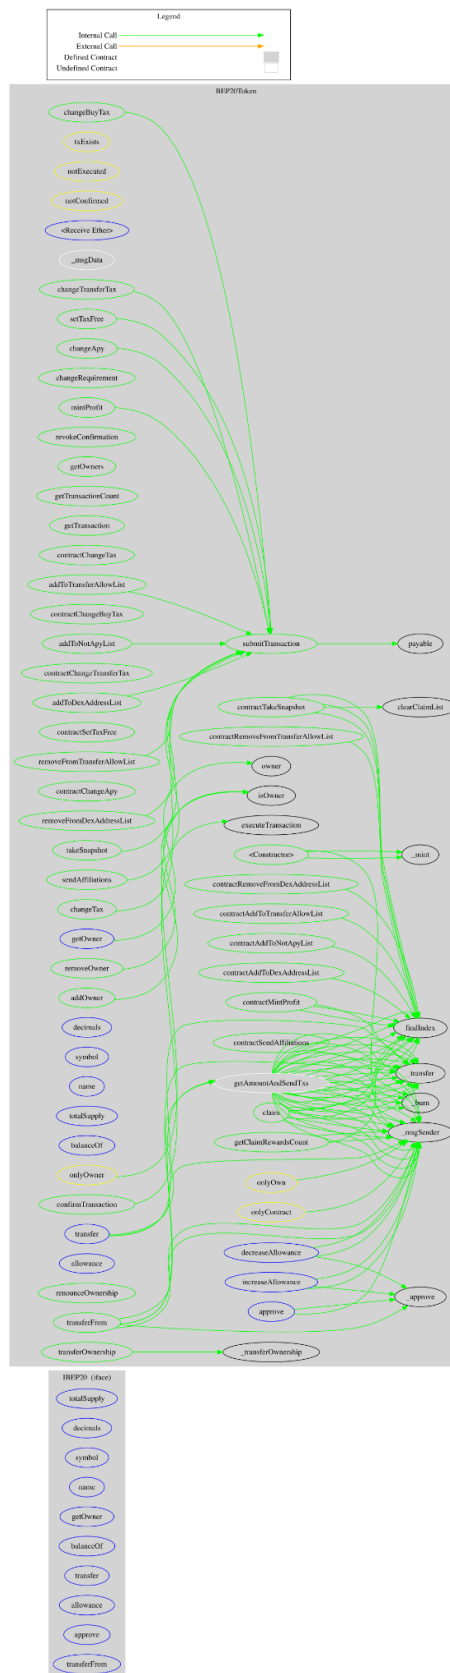 Legend
Internal Call
External Call
Defined Contract
Undefined Contract
BEP20Token
changeBuyTax
txExists
notExecuted
notConfirmed
<Receive Ether>
_msgData
changeTransferTax
setTaxFree
changeApy
changeRequirement
mintProfit
revokeConfirmation
getOwners
getTransactionCount
getTransaction
contractChangeTax
addToTransferAllowList
contractChangeBuyTax
addToNotApyList
submitTransaction
payable
contractChangeTransferTax
addToDexAddressList
contractTakeSnapshot
clearClaimList
contractSetTaxFree
contractRemoveFromTransferAllowList
removeFromTransferAllowList
owner
contractChangeApy
isOwner
removeFromDexAddressList
executeTransaction
takeSnapshot
<Constructor>
_mint
sendAffiliations
contractRemoveFromDexAddressList
changeTax
contractAddToTransferAllowList
getOwner
contractAddToNotApyList
removeOwner
contractAddToDexAddressList
addOwner
contractMintProfit
decimals
findIndex
symbol
contractSendAffiliations
name
_transfer
getAmountAndSendTxs
totalSupply
_burn
claim
balanceOf
_msgSender
getClaimRewardsCount
onlyOwner
onlyOwn
confirmTransaction
onlyContract
transfer
decreaseAllowance
allowance
increaseAllowance
renounceOwnership
_approve
approve
transferFrom
transferOwnership
_transferOwnership
IBEP20 (iface)
totalSupply
decimals
symbol
name
getOwner
balanceOf
transfer
allowance
approve
transferFrom